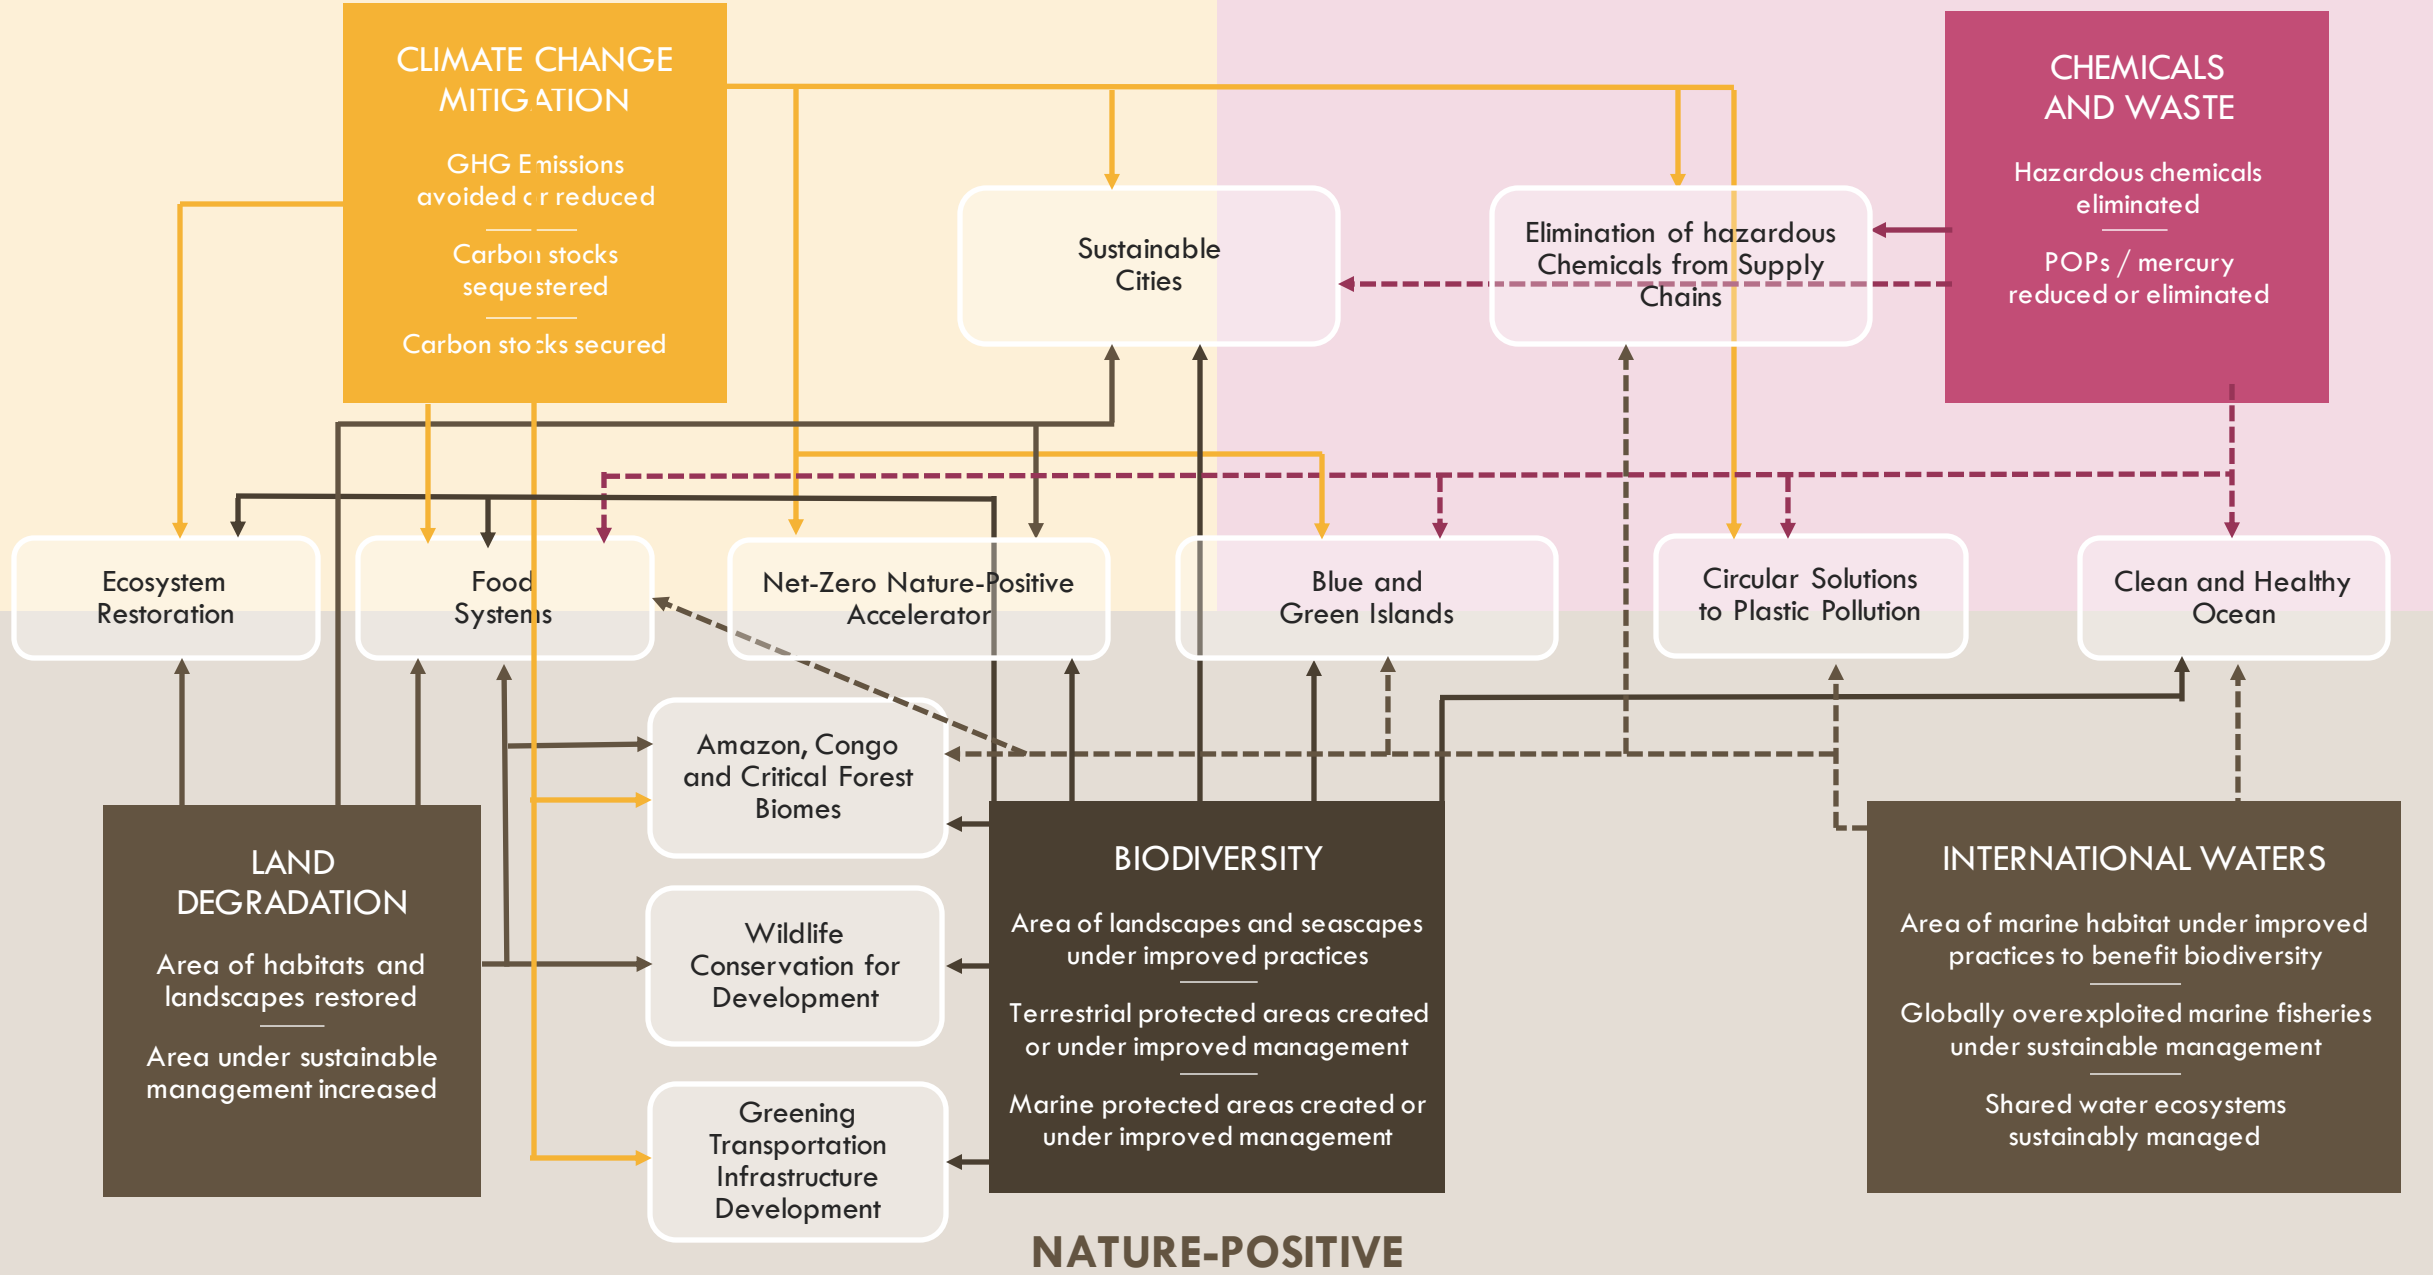 CLIMATE CHANGE
MITIGATION
GHG Emissions
avoided or reduced
Carbon stocks
sequestered
Carbon stocks secured
CHEMICALS
AND WASTE
Hazardous chemicals
eliminated
POPs / mercury
reduced or eliminated
Sustainable
Cities
Elimination of hazardous
Chemicals from Supply
Chains
Ecosystem
Restoration
Food
Systems
Net-Zero Nature-Positive
Accelerator
Blue and
Green Islands
Circular Solutions
to Plastic Pollution
Clean and Healthy
Ocean
Amazon, Congo
and Critical Forest
Biomes
Wildlife
Conservation for
Development
Greening
Transportation
Infrastructure
Development
LAND
DEGRADATION
Area of habitats and
landscapes restored
Area under sustainable
management increased
BIODIVERSITY
Area of landscapes and seascapes
under improved practices
Terrestrial protected areas created
or under improved management
Marine protected areas created or
under improved management
INTERNATIONAL WATERS
Area of marine habitat under improved
practices to benefit biodiversity
Globally overexploited marine fisheries
under sustainable management
Shared water ecosystems
sustainably managed
NATURE-POSITIVE